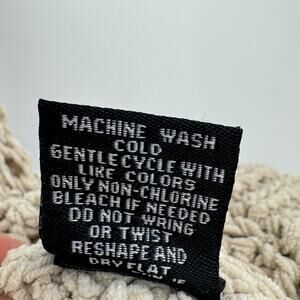 MACHINE WASH
COLD
GENTLE CYCLE WITH
LIKE COLORS
ONLY NON-CHLORINE
BLEACH IF NEEDED
DO NOT WRING
OR TWIST
RESHAPE AND
DRY FLAT
IF